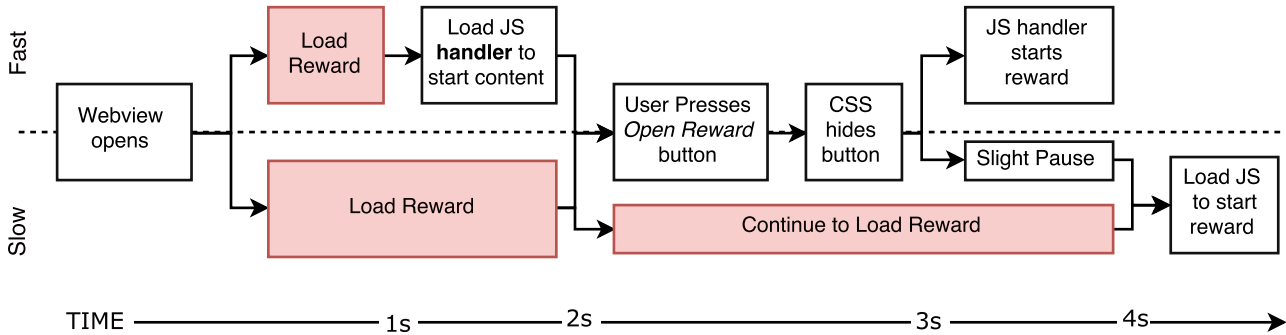 Fast
Load
Reward
Load JS
handler to
start content
JS handler
starts
reward
Webview
opens
User Presses
Open Reward
button
CSS
hides
button
Slight Pause
Slow
Load Reward
Continue to Load Reward
Load JS
to start
reward
TIME
1s
2s
3s
4s